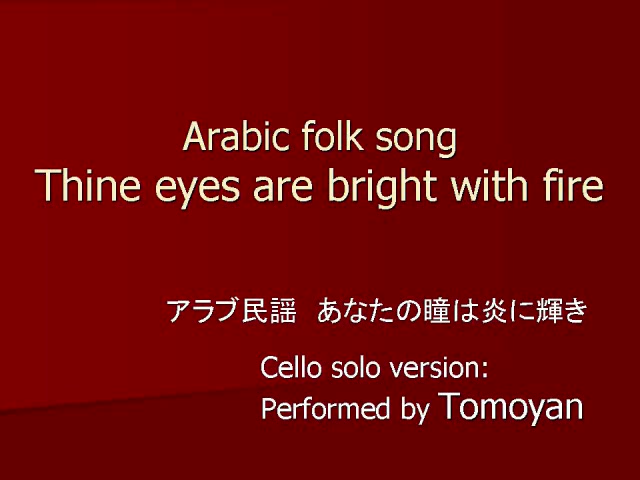 Arabic folk song
Thine eyes are bright with fire
アラブ民謡　あなたの瞳は炎に輝き
Cello solo version:
Performed by Tomoyan